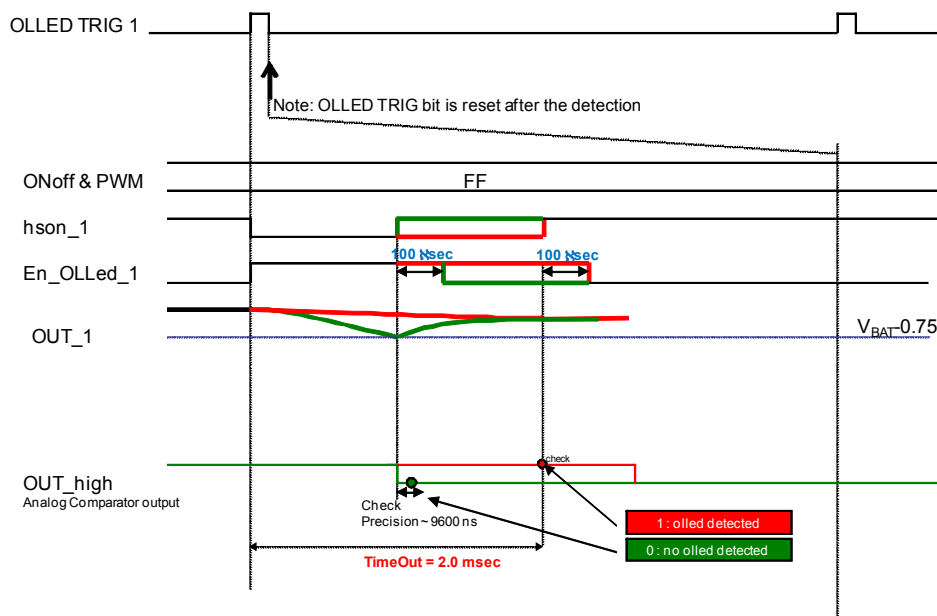 OLLED TRIG 1
Note: OLLED TRIG bit is reset after the detection
ONoff & PWM
FF
hson_1
100 sec
100 sec
En_OLLed_1
OUT_1
VBAT-0.75
check
OUT_high
Analog Comparator output
Check
Precision ~ 9600 ns
1 : olled detected
0 : no olled detected
TimeOut = 2.0 msec